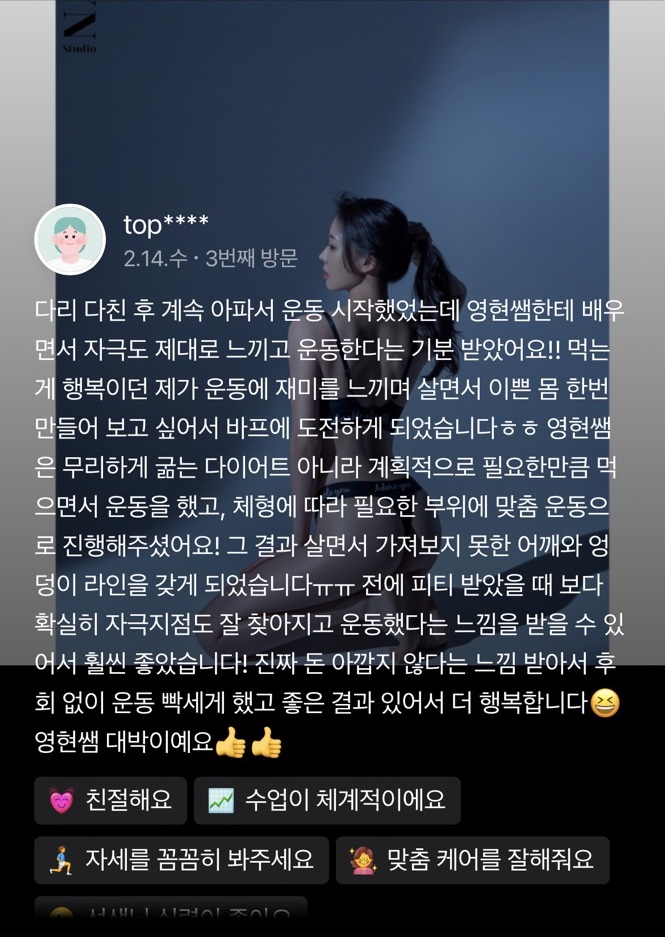 N
Studio
top****
2.14.수 · 3번째 방문
다리 다친 후 계속 아파서 운동 시작했었는데 영현쌤한테 배우
면서 자극도 제대로 느끼고 운동한다는 기분 받았어요!! 먹는
게 행복이던 제가 운동에 재미를 느끼며 살면서 이쁜 몸 한번
만들어 보고 싶어서 바프에 도전하게 되었습니다ㅎㅎ 영현쌤
은 무리하게 굶는 다이어트 아니라 계획적으로 필요한만큼 먹
으면서 운동을 했고, 체형에 따라 필요한 부위에 맞춤 운동으
로 진행해주셨어요! 그 결과 살면서 가져보지 못한 어깨와 엉
덩이 라인을 갖게 되었습니다ㅠㅠ 전에 피티 받았을 때 보다
확실히 자극지점도 잘 찾아지고 운동했다는 느낌을 받을 수 있
어서 훨씬 좋았습니다! 진짜 돈 아깝지 않다는 느낌 받아서 후
회 없이 운동 빡세게 했고 좋은 결과 있어서 더 행복합니다😆
영현쌤 대박이예요👍👍
💓 친절해요 💹 수업이 체계적이에요
자세를 꼼꼼히 봐주세요 맞춤 케어를 잘해줘요